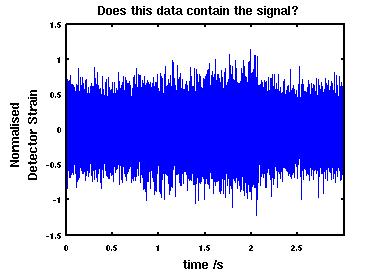 Does this data contain the signal?
1.5
1
0.5
0
-0.5
-1
-1.5
Normalised
Detector Strain
0 0.5 1 1.5 2 2.5
time /s